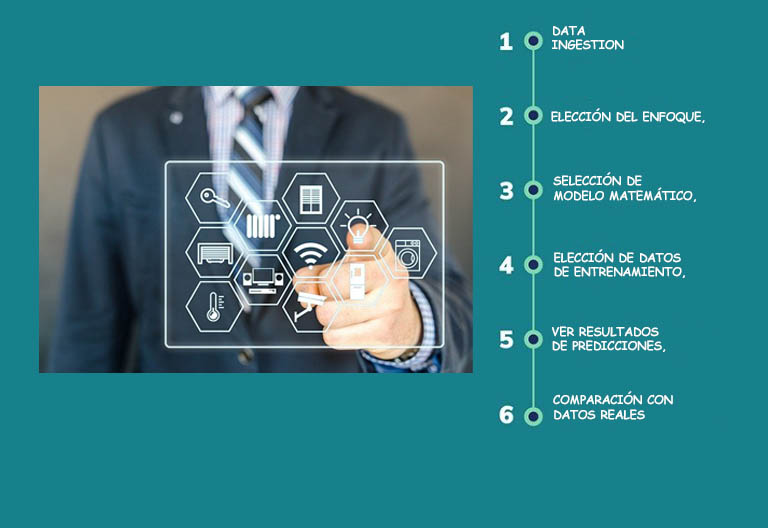 1 DATA
INGESTION
2 ELECCIÓN DEL ENFOQUE,
3 SELECCIÓN DE
MODELO MATEMÁTICO,
4 ELECCIÓN DE DATOS
DE ENTRENAMIENTO,
5 VER RESULTADOS
DE PREDICCIONES,
6 COMPARACIÓN CON
DATOS REALES